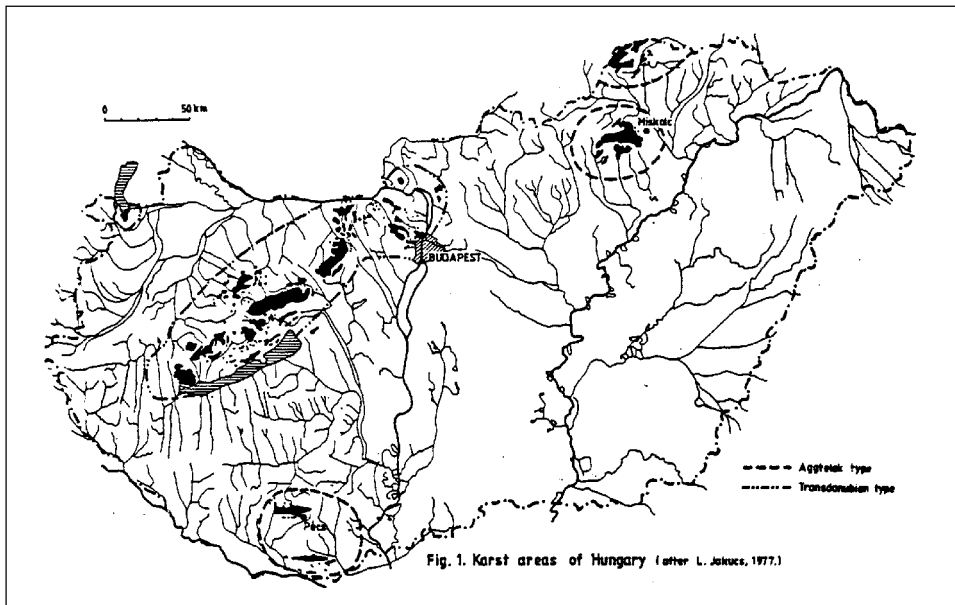 0 50 km
Miskolc
BUDAPEST
Pécs
Aggtelek type
Transdanubian type
Fig. 1. Karst areas of Hungary (after L. Jakucs, 1977.)